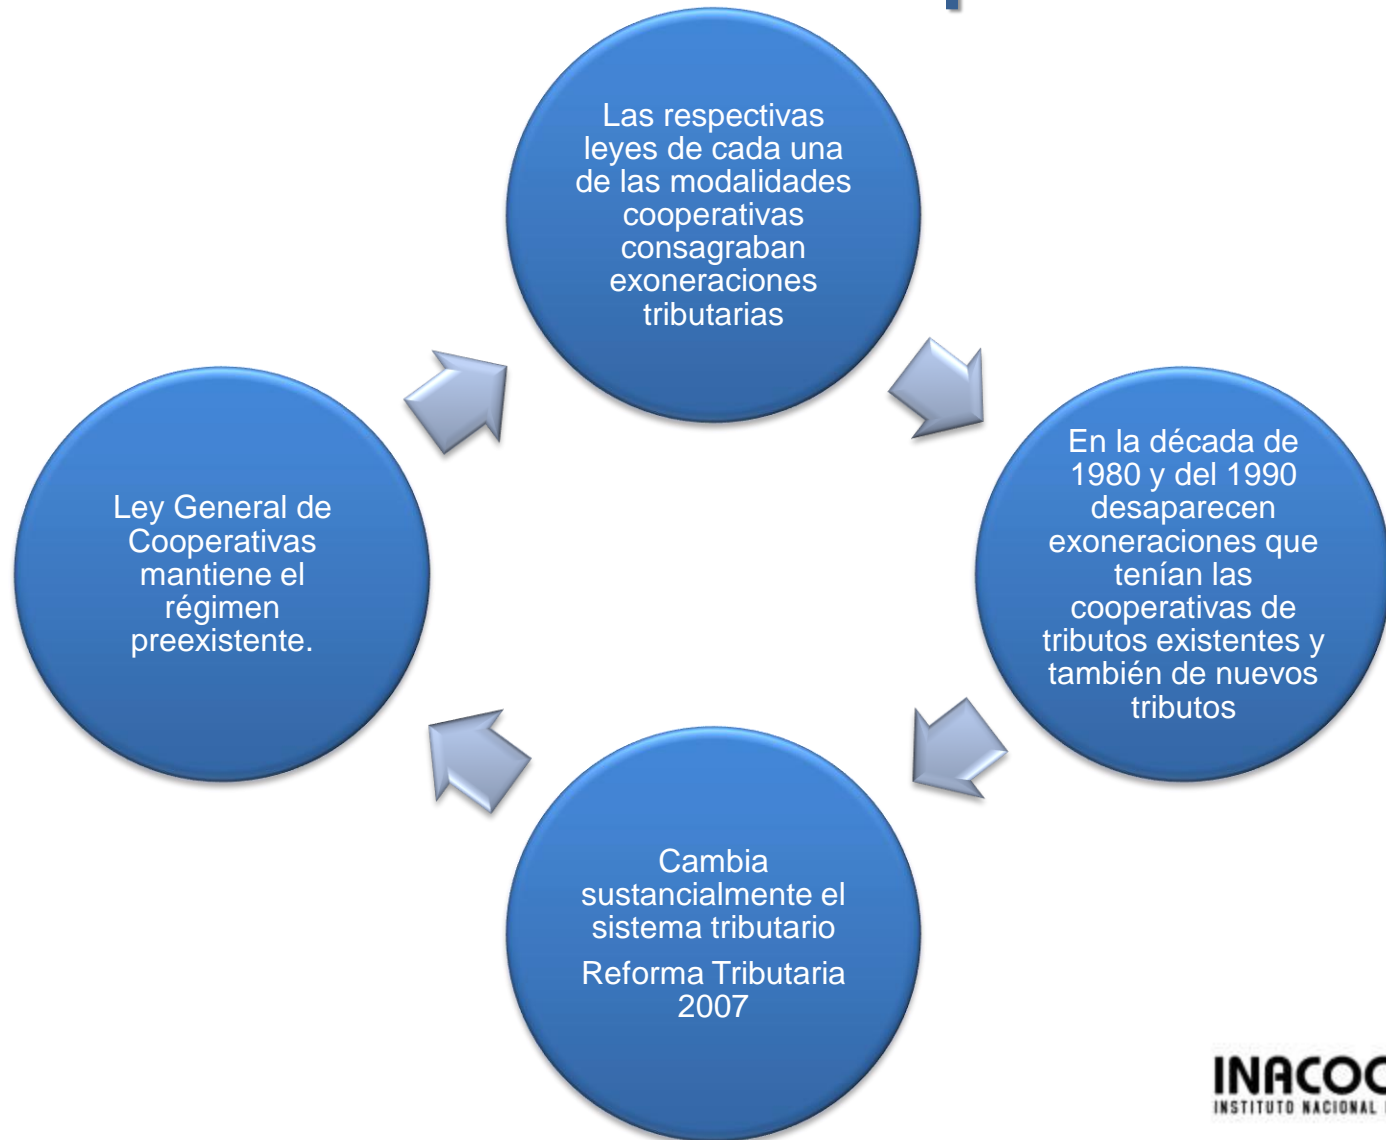 Las respectivas
leyes de cada una
de las modalidades
cooperativas
consagraban
exoneraciones
tributarias
En la década de
1980 y del 1990
desaparecen
exoneraciones que
tenían las
cooperativas de
tributos existentes y
también de nuevos
tributos
Cambia
sustancialmente el
sistema tributario
Reforma Tributaria
2007
Ley General de
Cooperativas
mantiene el
régimen
preexistente.
INSTITUTO NACIONAL